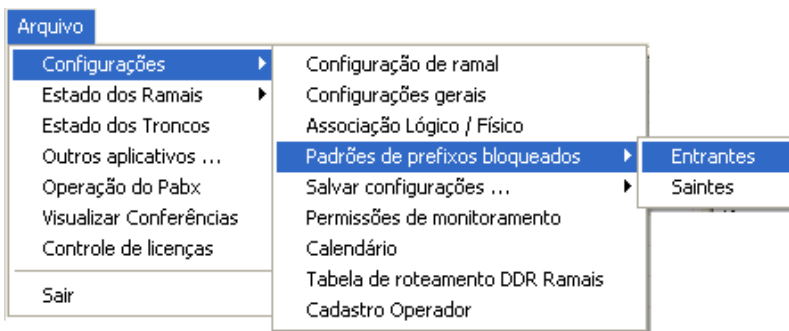 Arquivo
Configurações
Estado dos Ramais
Estado dos Troncos
Outros aplicativos ...
Operação do Pabx
Visualizar Conferências
Controle de licenças
Sair
Configuração de ramal
Configurações gerais
Associação Lógico / Físico
Padrões de prefixos bloqueados
Salvar configurações ...
Permissões de monitoramento
Calendário
Tabela de roteamento DDR Ramais
Cadastro Operador
Entrantes
Saintes